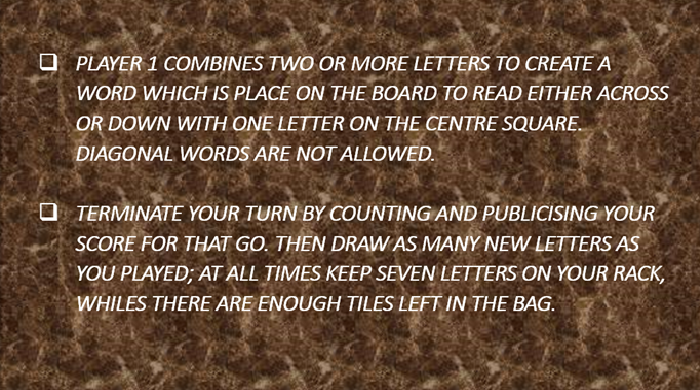 PLAYER 1 COMBINES TWO OR MORE LETTERS TO CREATE A
WORD WHICH IS PLACE ON THE BOARD TO READ EITHER ACROSS
OR DOWN WITH ONE LETTER ON THE CENTRE SQUARE.
DIAGONAL WORDS ARE NOT ALLOWED.
TERMINATE YOUR TURN BY COUNTING AND PUBLICISING YOUR
SCORE FOR THAT GO. THEN DRAW AS MANY NEW LETTERS AS
YOU PLAYED; AT ALL TIMES KEEP SEVEN LETTERS ON YOUR RACK,
WHILES THERE ARE ENOUGH TILES LEFT IN THE BAG.